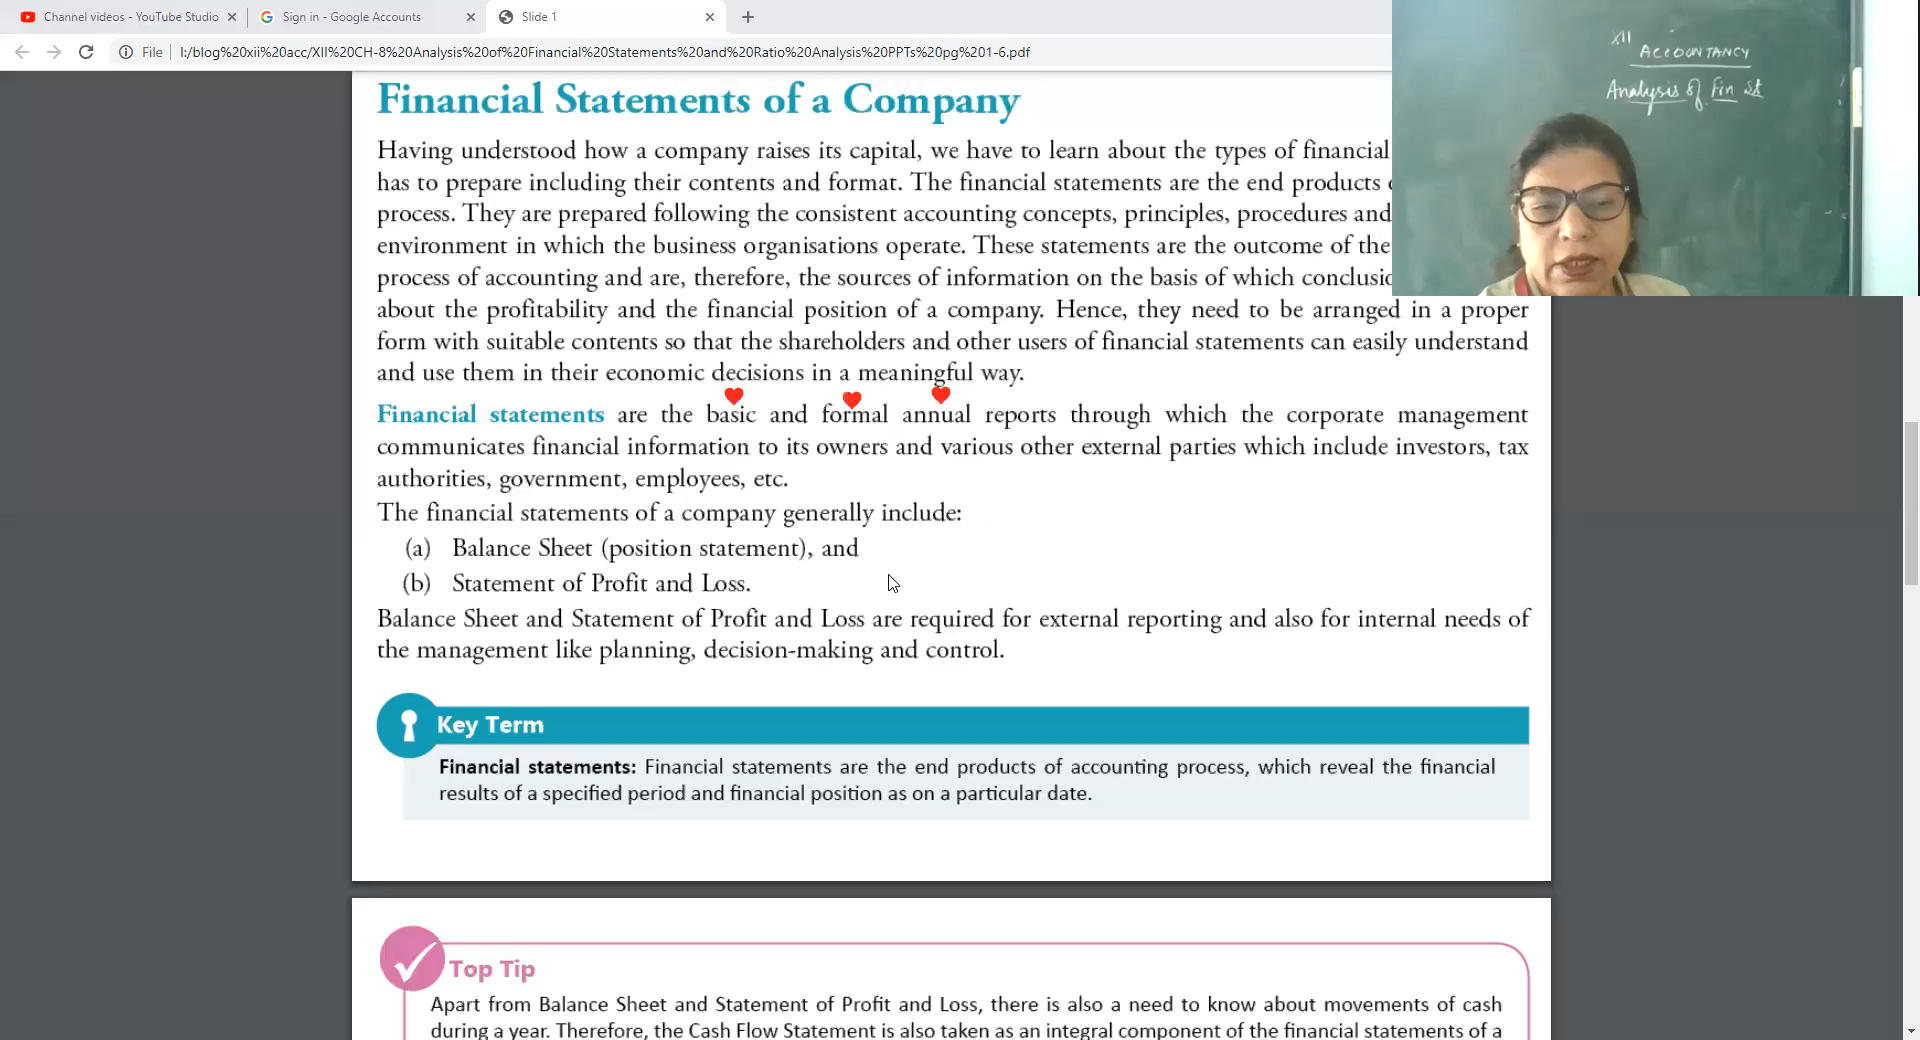 Channel videos - YouTube Studio
Sign in - Google Accounts
Slide 1
File
I:/blog%20xii%20acc/XII%20CH-8%20Analysis%20of%20Financial%20Statements%20and%20Ratio%20Analysis%20PPTs%20pg%201-6.pdf
XII
ACCOUNTANCY
Analysis of Fin St
Financial Statements of a Company
Having understood how a company raises its capital, we have to learn about the types of financial
has to prepare including their contents and format. The financial statements are the end products
process. They are prepared following the consistent accounting concepts, principles, procedures and
environment in which the business organisations operate. These statements are the outcome of the
process of accounting and are, therefore, the sources of information on the basis of which conclusi
about the profitability and the financial position of a company. Hence, they need to be arranged in a proper
form with suitable contents so that the shareholders and other users of financial statements can easily understand
and use them in their economic decisions in a meaningful way.
Financial statements are the basic and formal annual reports through which the corporate management
communicates financial information to its owners and various other external parties which include investors, tax
authorities, government, employees, etc.
The financial statements of a company generally include:
(a) Balance Sheet (position statement), and
(b) Statement of Profit and Loss.
Balance Sheet and Statement of Profit and Loss are required for external reporting and also for internal needs of
the management like planning, decision-making and control.
Key Term
Financial statements: Financial statements are the end products of accounting process, which reveal the financial
results of a specified period and financial position as on a particular date.
Top Tip
Apart from Balance Sheet and Statement of Profit and Loss, there is also a need to know about movements of cash
during a year. Therefore, the Cash Flow Statement is also taken as an integral component of the financial statements of a